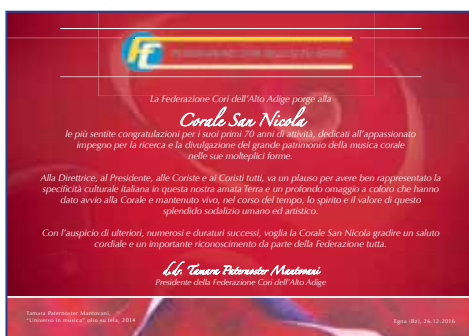 La Federazione Cori dell'Alto Adige porge alla
Corale San Nicola
le più sentite congratulazioni per i suoi primi 70 anni di attività, dedicati all'appassionato
impegno per la ricerca e la divulgazione del grande patrimonio della musica corale
nelle sue molteplici forme.
Alla Direttrice, al Presidente, alle Coriste e ai Coristi tutti, va un plauso per avere ben rappresentato la
specificità culturale italiana in questa nostra amata Terra e un profondo omaggio a coloro che hanno
dato avvio alla Corale e mantenuto vivo, nel corso del tempo, lo spirito e il valore di questo
splendido sodalizio umano ed artistico.
Con l'auspicio di ulteriori, numerosi e duraturi successi, voglia la Corale San Nicola gradire un saluto
cordiale e un importante riconoscimento da parte della Federazione tutta.
d.dr. Tamara Paternoster Mantovani
Presidente della Federazione Cori dell'Alto Adige
Tamara Paternoster Mantovani,
"Universo in musica" olio su tela, 2014
Egna (Bz), 26.12.2016